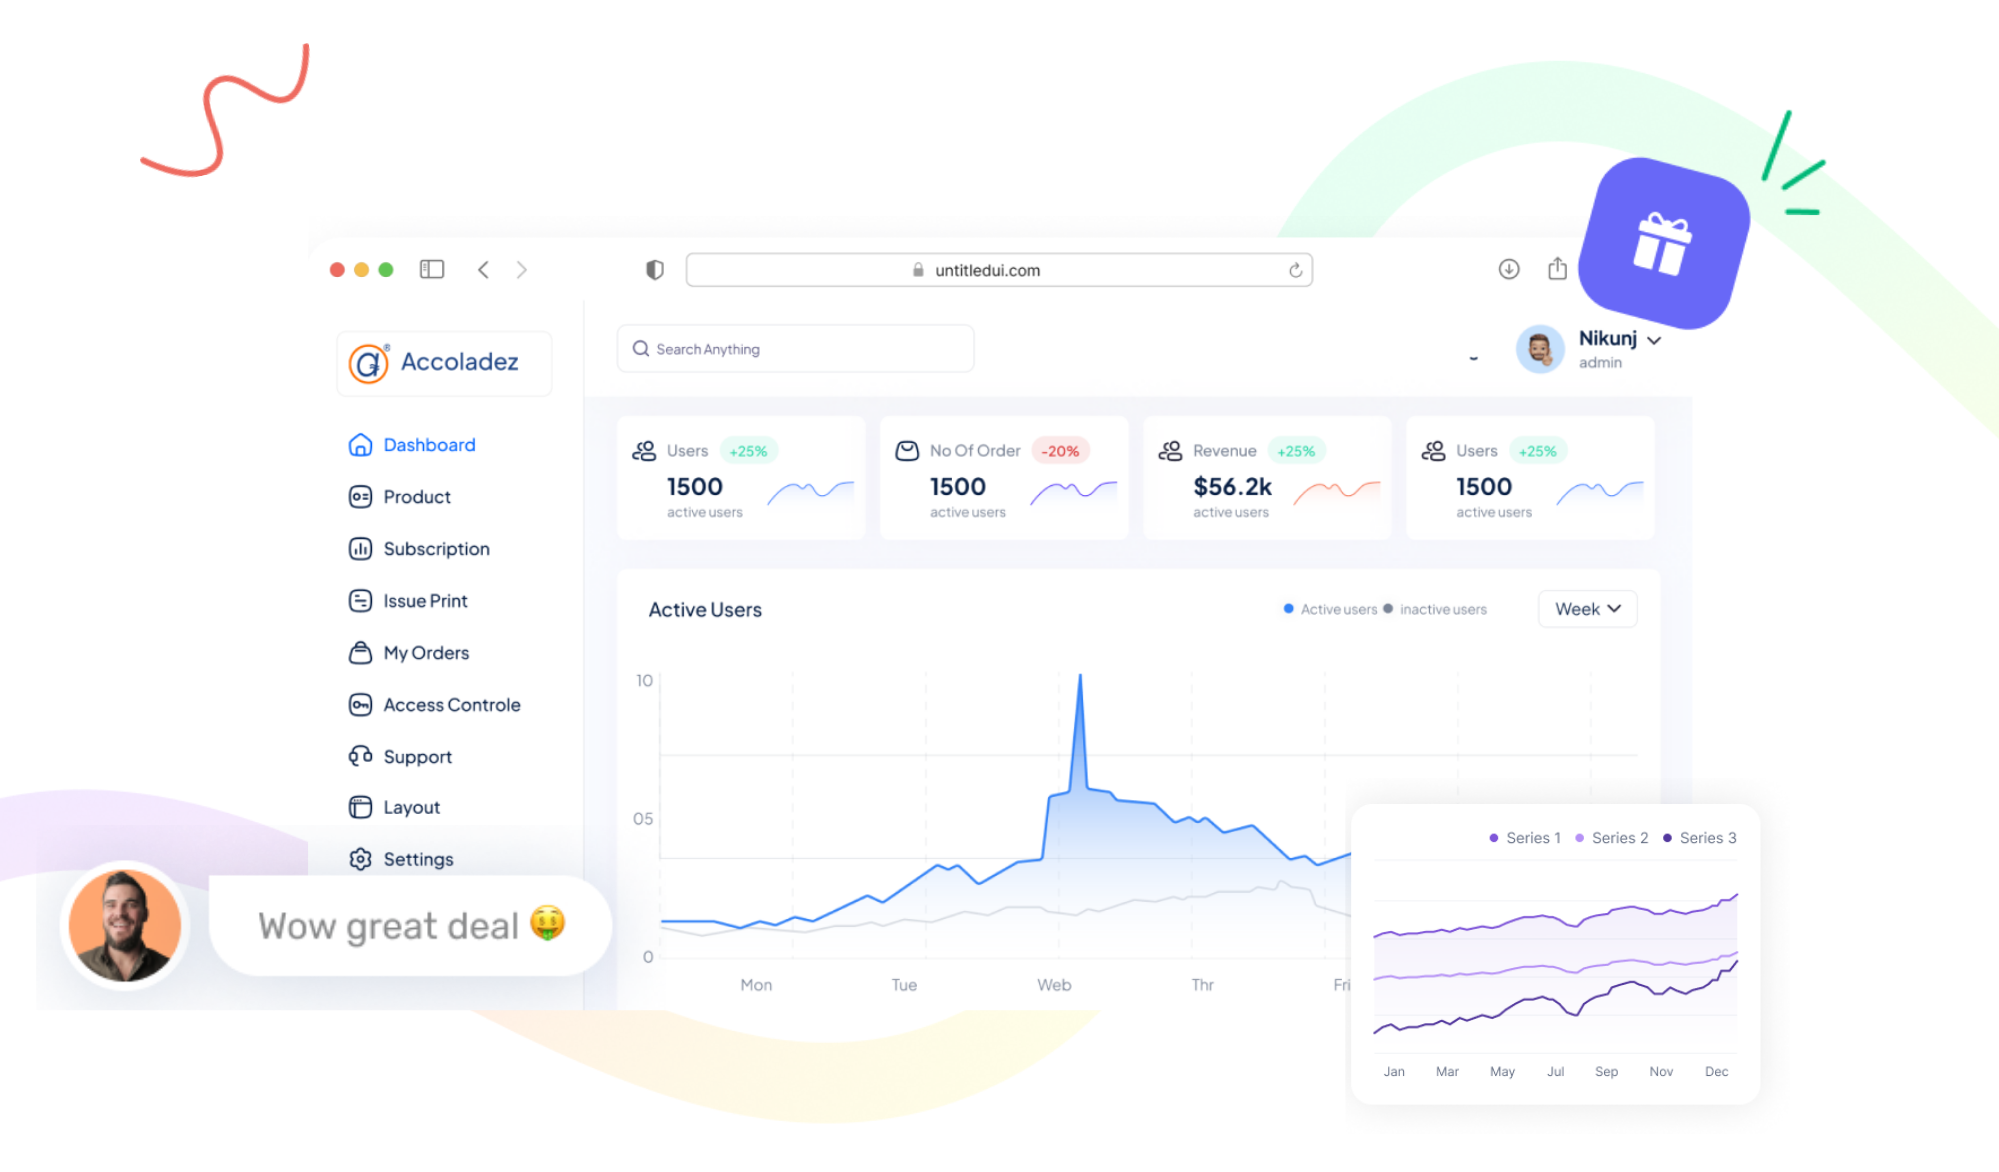 untitledui.com
Accoladez
®
Search Anything
Nikunj
admin
Dashboard
Product
Subscription
Issue Print
My Orders
Access Controle
Support
Layout
Settings
Users +25%
1500
active users
No Of Order -20%
1500
active users
Revenue +25%
$56.2k
active users
Users +25%
1500
active users
Active Users
Active users inactive users
Week
10
05
0
Mon Tue Web Thr Fri
Wow great deal 🤑
Series 1 Series 2 Series 3
Jan Mar May Jul Sep Nov Dec